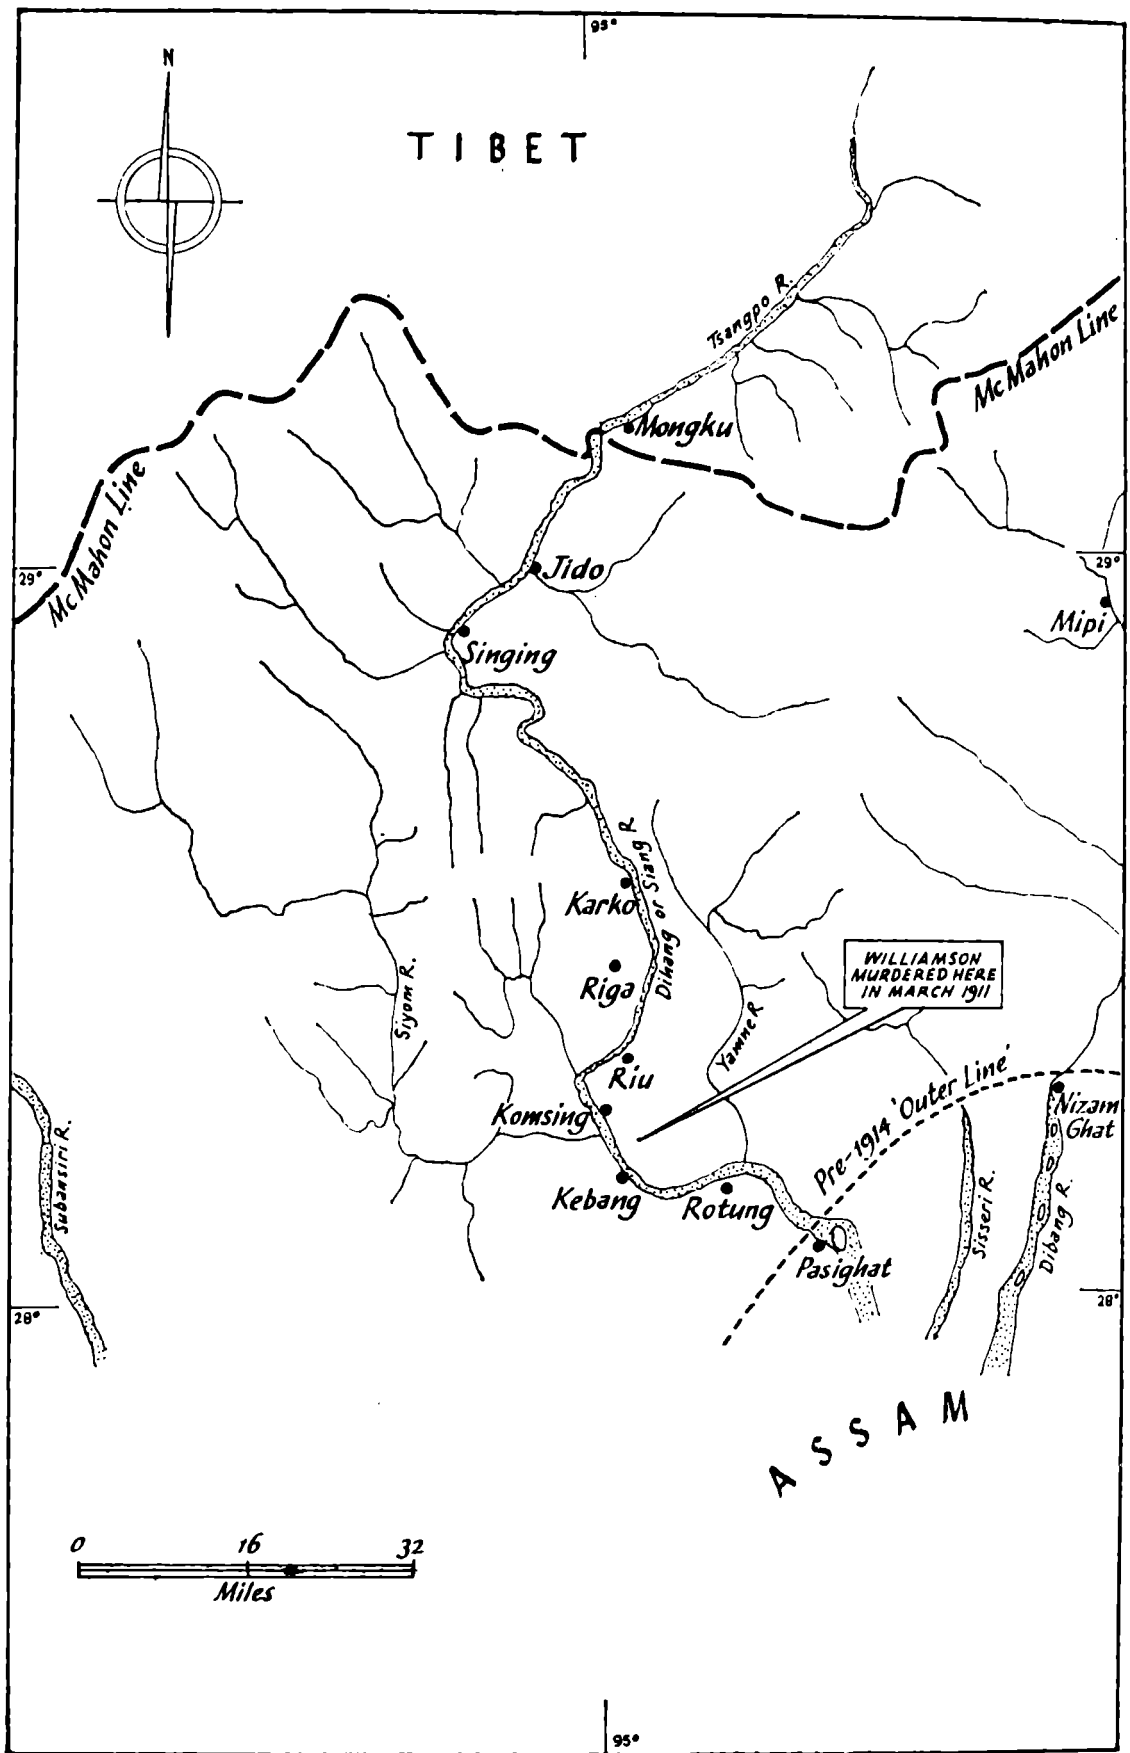 95°
N
TIBET
Tsangpo R.
McMahon Line
Mongku
McMahon Line
29°
Jido
29°
Mipi
Singing
Dihang or Siang R
Karko
WILLIAMSON
MURDERED HERE
IN MARCH 1911
Riga
Siyom R.
Yamne R
Riu
Pre-1914 'Outer Line'
Nizam
Ghat
Komsing
Subansiri R.
Kebang
Rotung
Sisseri R.
Dibang R.
Pasighat
28°
28°
ASSAM
0 16 32
Miles
95°